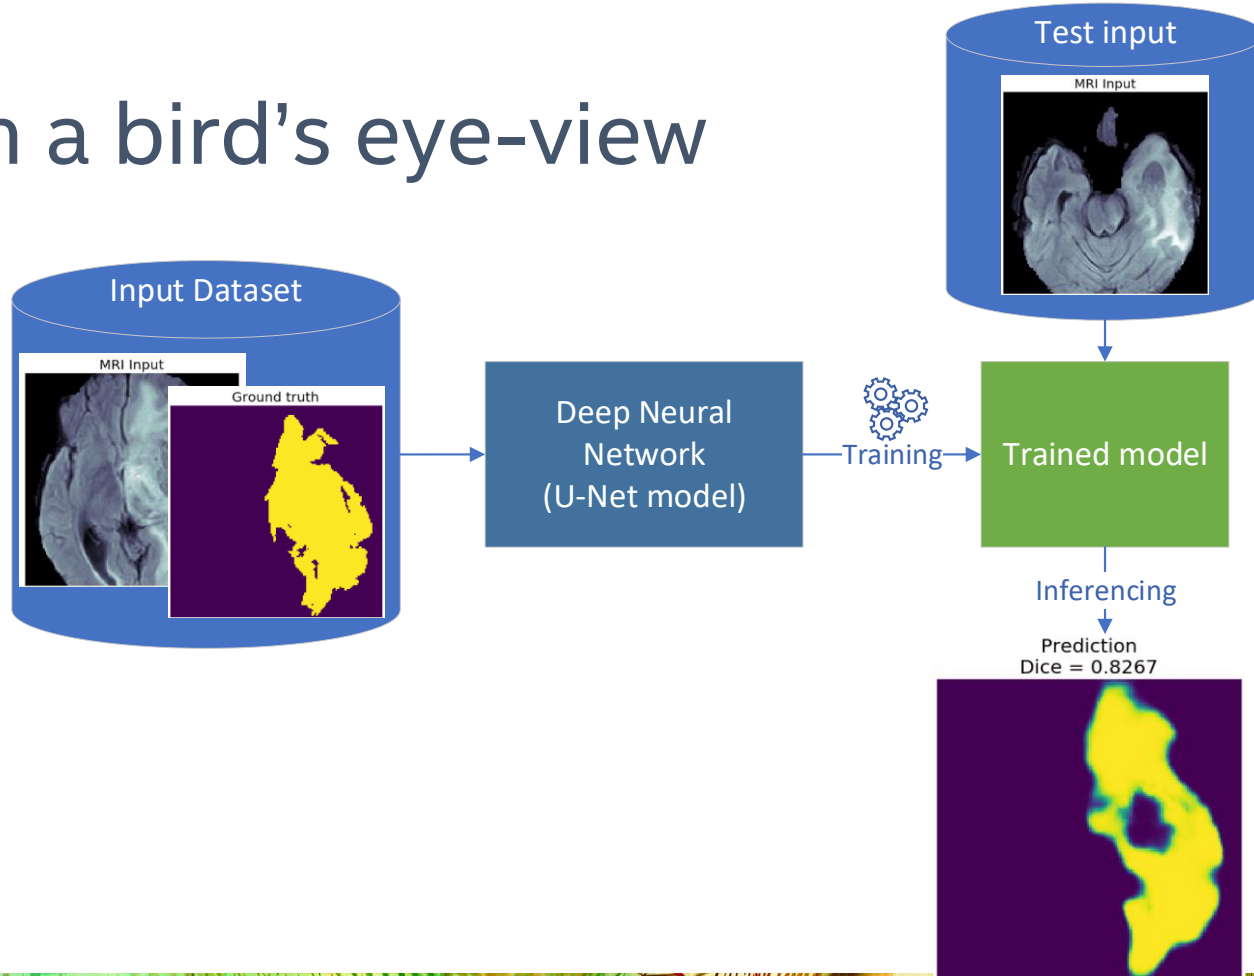 a bird's eye-view
Test input
MRI Input
Input Dataset
MRI Input
Ground truth
Deep Neural
Network
(U-Net model)
Training
Trained model
Inferencing
Prediction
Dice = 0.8267